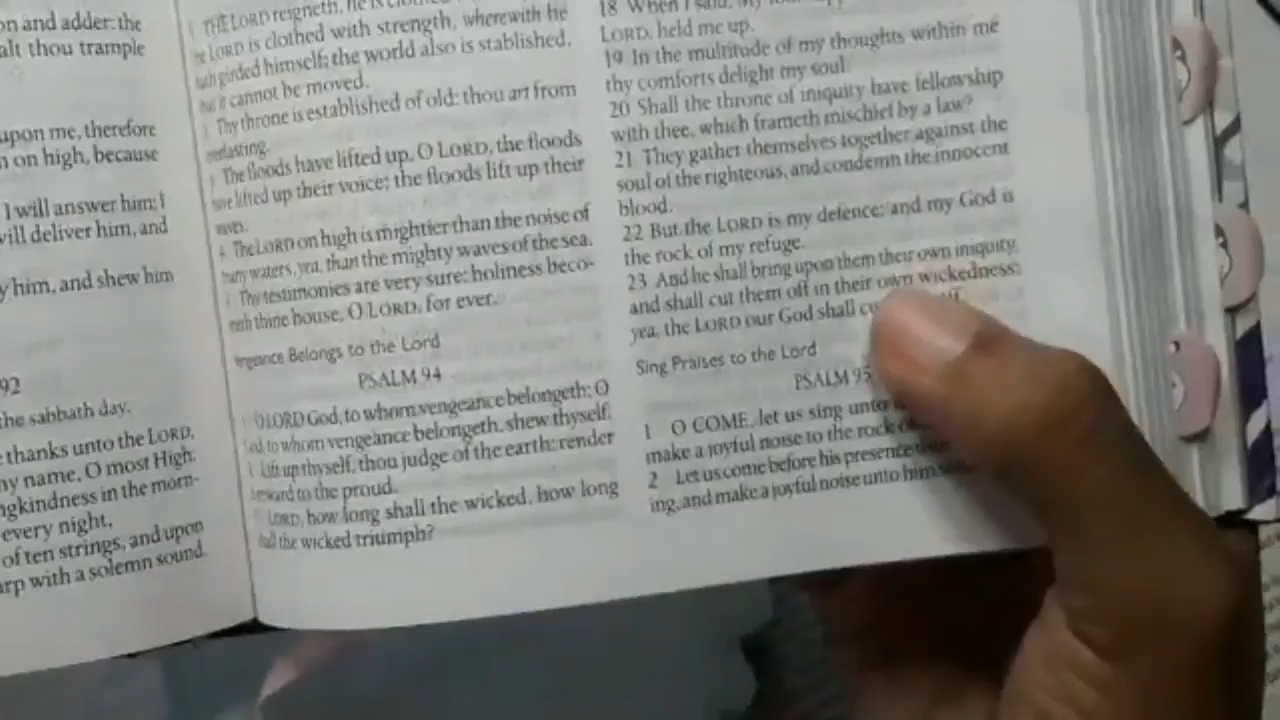 on and adder: the
alt thou trample
upon me, therefore
on high, because
I will answer him: I
will deliver him, and
him, and shew him
92
the sabbath day.
thanks unto the LORD,
name, O most High:
in the morn-
every night,
of ten strings, and upon
with a solemn sound.
THE LORD reigneth, he is
LORD is clothed with strength, wherewith he
girded himself: the world also is stablished,
it cannot be moved.
Thy throne is established of old: thou art from
everlasting.
The floods have lifted up, O LORD, the floods
lifted up their voice; the floods lift up their
waves.
4 The LORD on high is mightier than the noise of
many waters, yea, than the mighty waves of the sea.
Thy testimonies are very sure: holiness beco-
thine house, O LORD, for ever.
Belongs to the Lord
PSALM 94
O LORD God, to whom vengeance belongeth; O
to whom vengeance belongeth, shew thyself.
Lift up thyself, thou judge of the earth: render
reward to the proud.
LORD, how long shall the wicked, how long
the wicked triumph?
18 When I said, My foot
LORD, held me up.
19 In the multitude of my thoughts within me
thy comforts delight my soul.
20 Shall the throne of iniquity have fellowship
with thee, which frameth mischief by a law?
21 They gather themselves together against the
soul of the righteous, and condemn the innocent
blood.
22 But the LORD is my defence; and my God is
the rock of my refuge.
23 And he shall bring upon them their own iniquity,
and shall cut them off in their own wickedness;
yea, the LORD our God shall
Sing Praises to the Lord
PSALM 95
1 O COME, let us sing unto
make a joyful noise to the rock
2 Let us come before his presence
ing, and make a joyful noise unto him